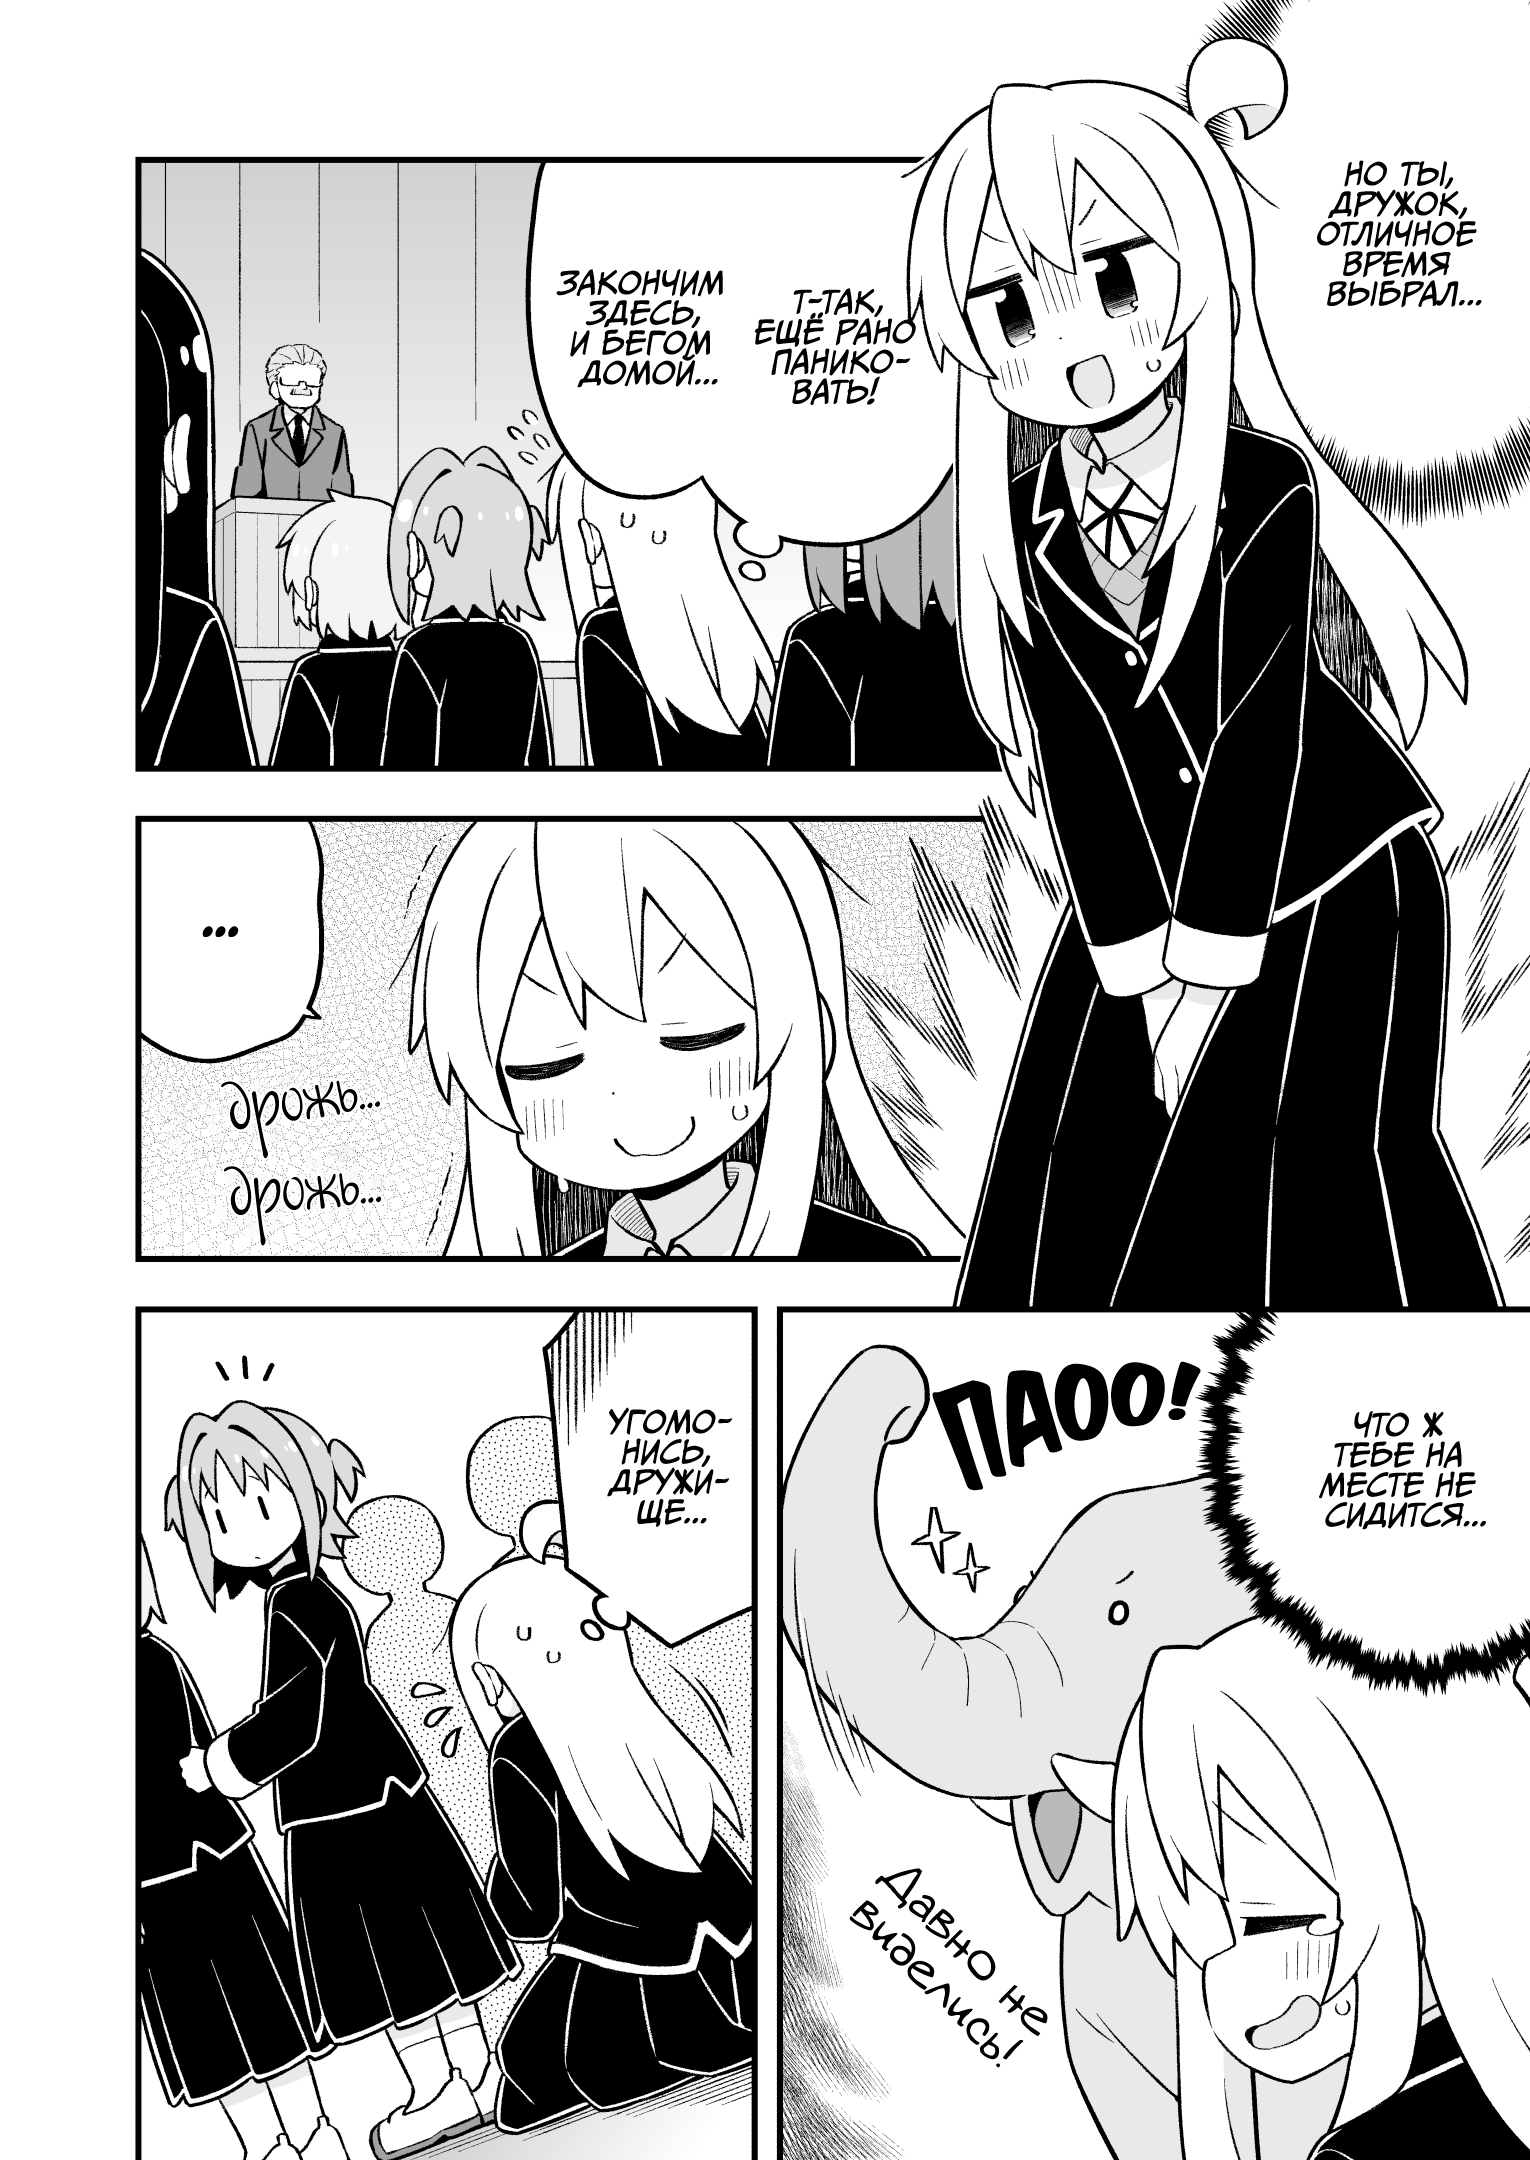 НО ТЫ,
ДРУЖОК,
ОТЛИЧНОЕ
ВРЕМЯ
ВЫБРАЛ...
Т-ТАК,
ЕЩЁ РАНО
ПАНИКО-
ВАТЬ!
ЗАКОНЧИМ
ЗДЕСЬ,
И БЕГОМ
ДОМОЙ...
...
дрожь...
дрожь...
ЧТО Ж
ТЕБЕ НА
МЕСТЕ НЕ
СИДИТСЯ...
ПАОО!
Давно не
виделись!
УГОМО-
НИСЬ,
ДРУЖИ-
ЩЕ...